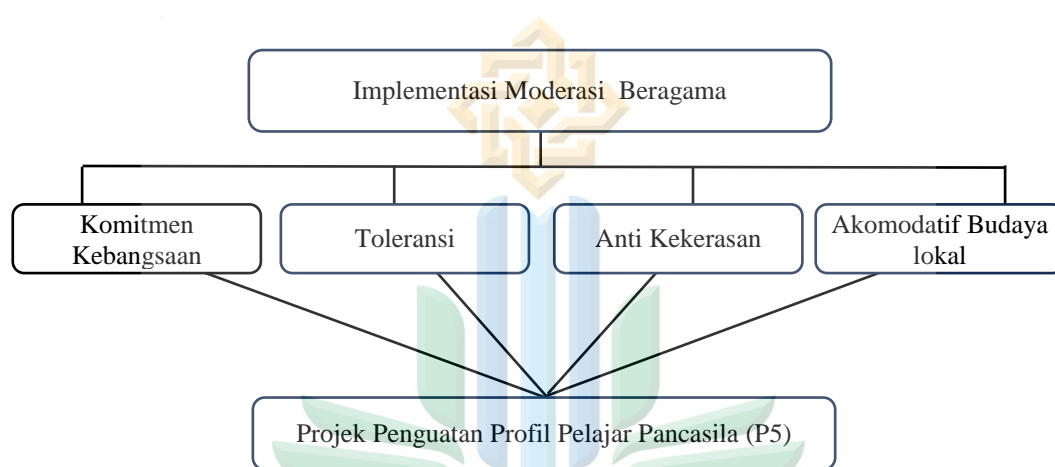 Implementasi Moderasi Beragama
Komitmen
Kebangsaan
Toleransi
Anti Kekerasan
Akomodatif Budaya
lokal
Projek Penguatan Profil Pelajar Pancasila (P5)